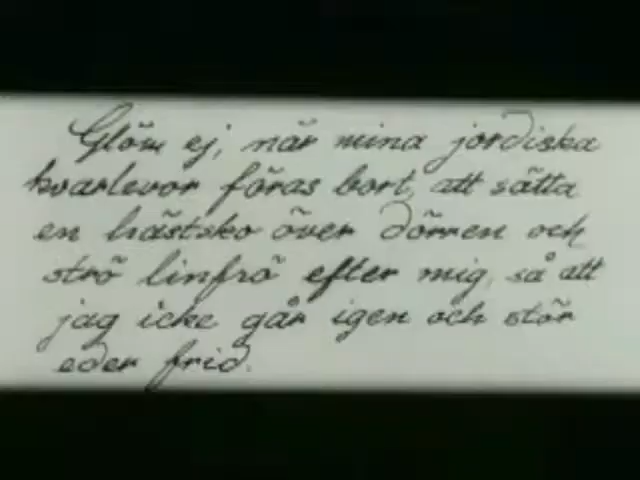 Glöm ej, när mina jordiska
kvarlevor föras bort, att sätta
en hästsko över dörren och
strö linfrö efter mig, så att
jag icke går igen och stör
eder frid.